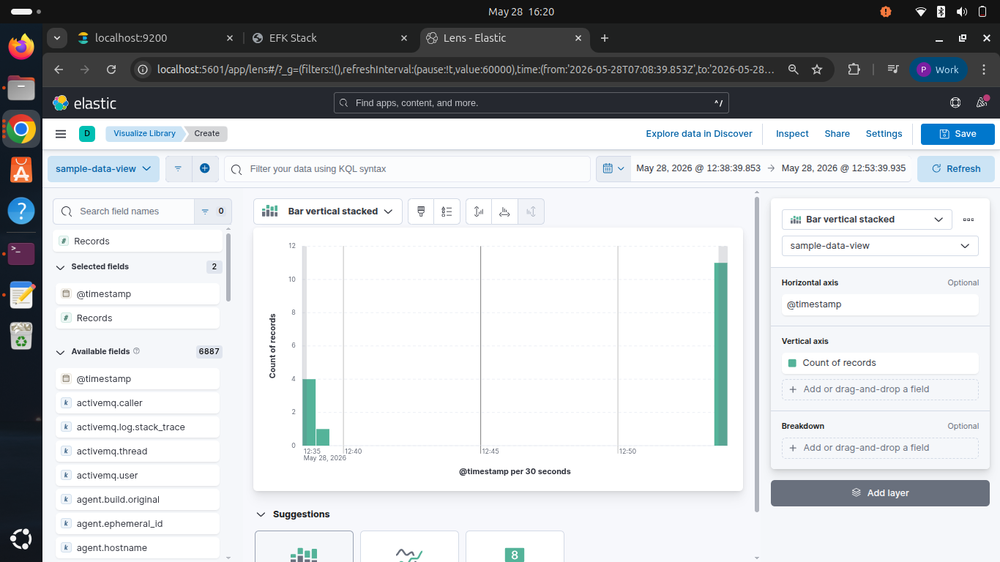 May 28 16:20
localhost:9200
EFK Stack
Lens - Elastic
localhost:5601/app/lens#/?_g=(filters:!(),refreshInterval:(pause:!t,value:60000),time:(from:'2026-05-28T07:08:39.853Z',to:'2026-05-28...
P Work
elastic
Find apps, content, and more.
^/
D
Visualize Library
Create
Explore data in Discover
Inspect
Share
Settings
Save
sample-data-view
Filter your data using KQL syntax
May 28, 2026 @ 12:38:39.853 → May 28, 2026 @ 12:53:39.935
Refresh
Search field names
0
# Records
Selected fields
2
@timestamp
# Records
Available fields
6887
@timestamp
k activemq.caller
k activemq.log.stack_trace
k activemq.thread
k activemq.user
k agent.build.original
k agent.ephemeral_id
k agent.hostname
Bar vertical stacked
Count of records
12
10
8
6
4
2
0
12:35
May 28, 2026
12:40
12:45
12:50
@timestamp per 30 seconds
Suggestions
8
Bar vertical stacked
sample-data-view
Horizontal axis
Optional
@timestamp
Vertical axis
Count of records
+ Add or drag-and-drop a field
Breakdown
Optional
+ Add or drag-and-drop a field
Add layer